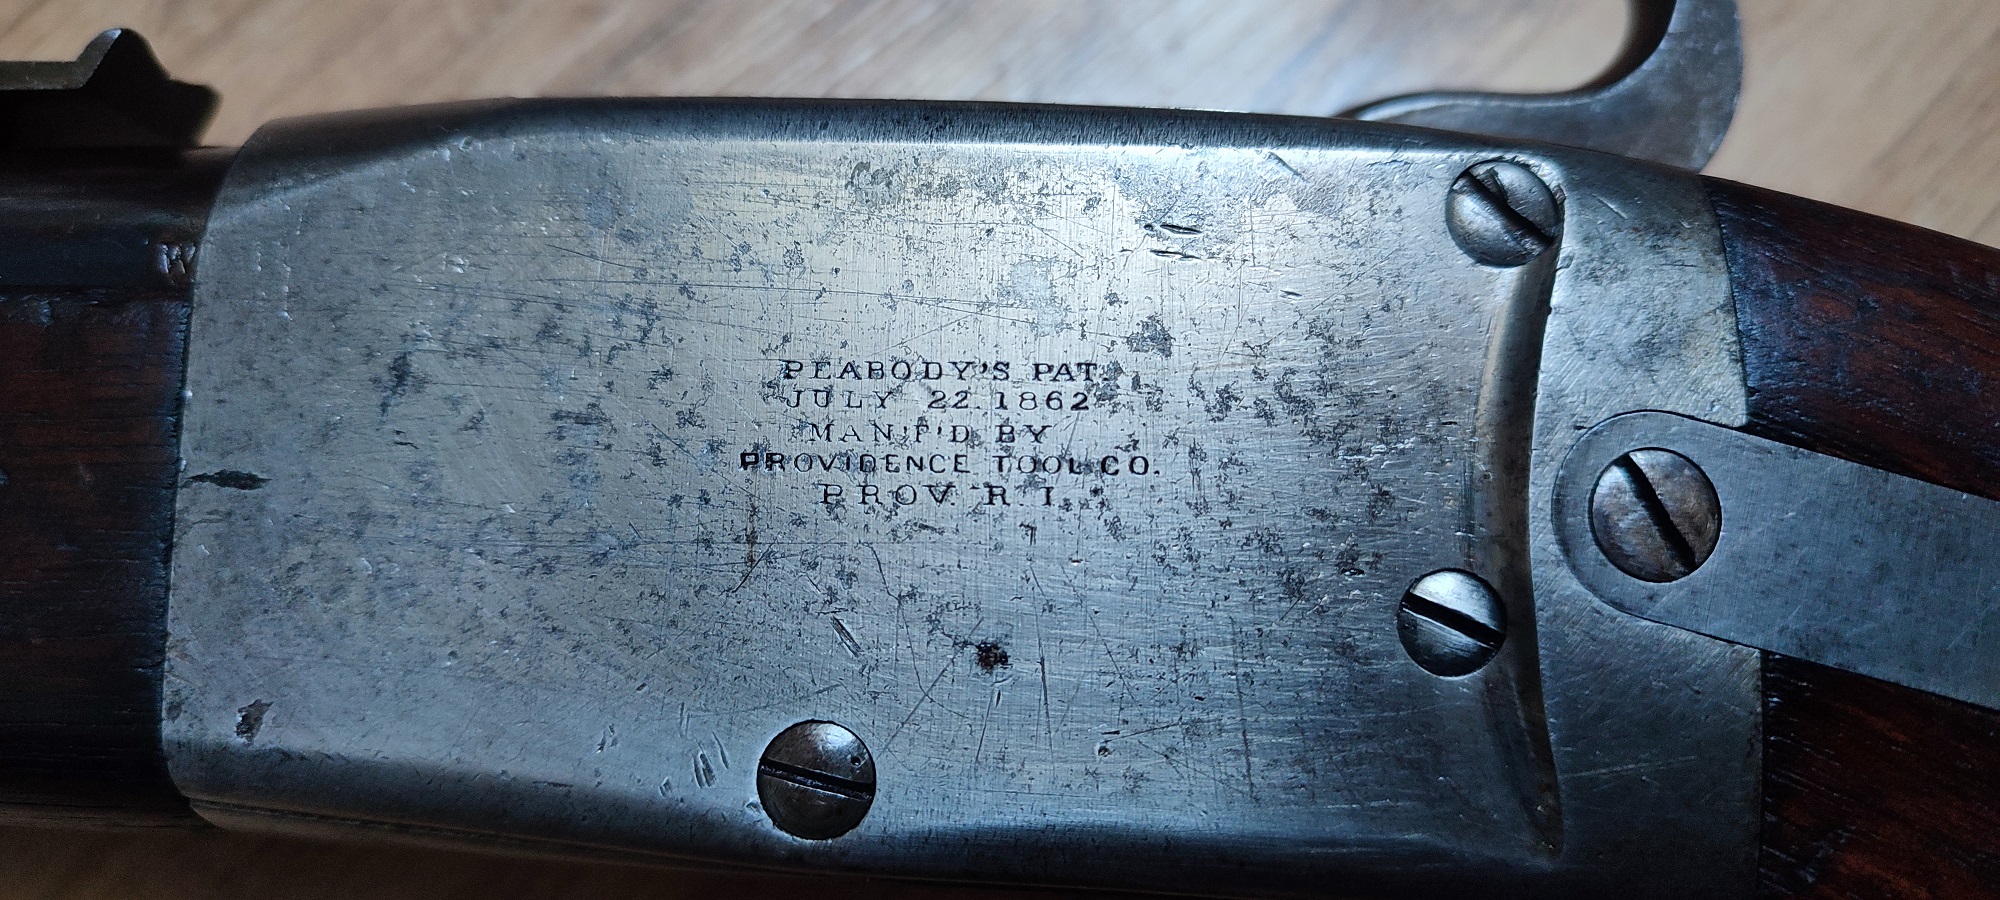 W
PEABODY'S PAT.
JULY 22.1862
MAN'F'D BY
PROVIDENCE TOOL CO.
PROV. R. I.